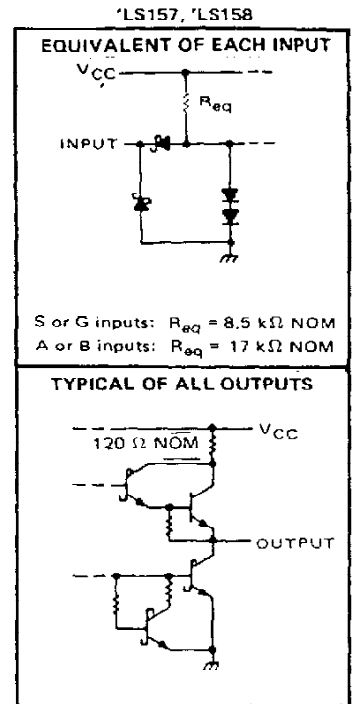 'LS157, 'LS158
EQUIVALENT OF EACH INPUT
VCC
Req
INPUT
S or G inputs: Req = 8.5 kΩ NOM
A or B inputs: Req = 17 kΩ NOM
TYPICAL OF ALL OUTPUTS
VCC
120 Ω NOM
OUTPUT